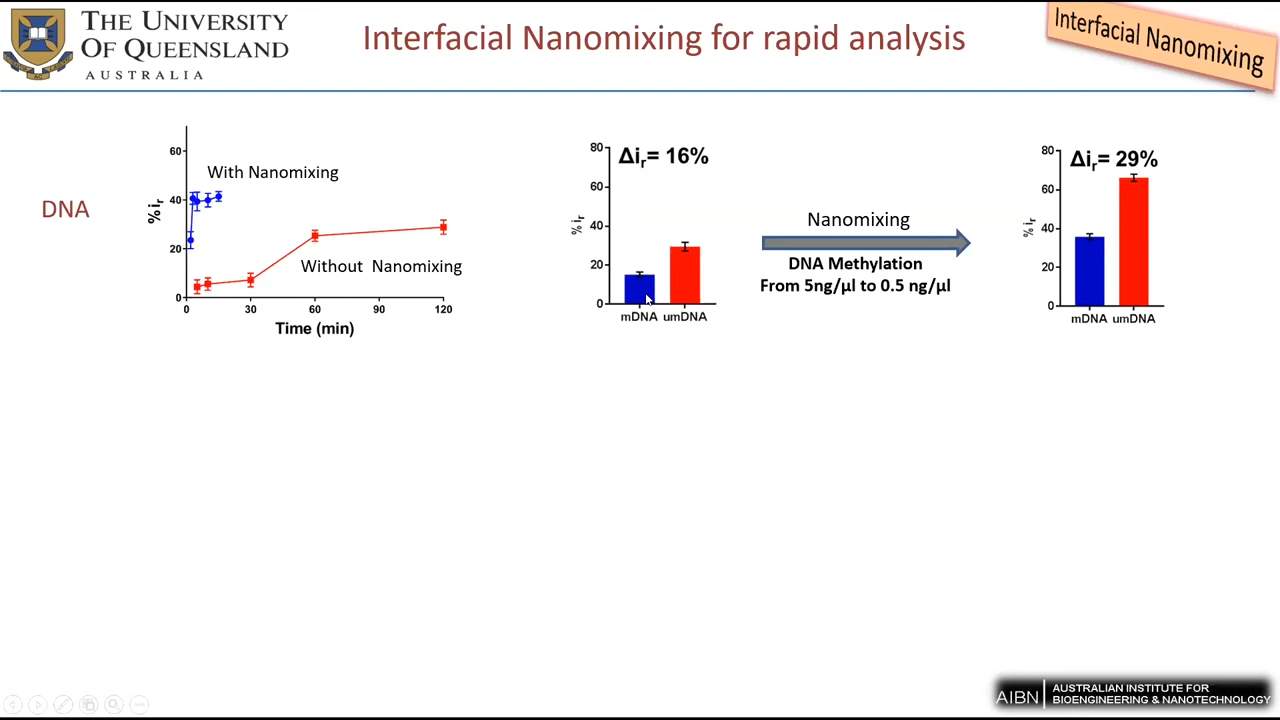 THE UNIVERSITY
OF QUEENSLAND
AUSTRALIA
Interfacial Nanomixing for rapid analysis
Interfacial Nanomixing
DNA
%ir
60
40
20
0
With Nanomixing
Without Nanomixing
0 30 60 90 120
Time (min)
Δir= 16%
% ir
80
60
40
20
0
mDNA umDNA
Nanomixing
DNA Methylation
From 5ng/µl to 0.5 ng/µl
Δir= 29%
% ir
80
60
40
20
0
mDNA umDNA
AIBN
AUSTRALIAN INSTITUTE FOR
BIOENGINEERING & NANOTECHNOLOGY